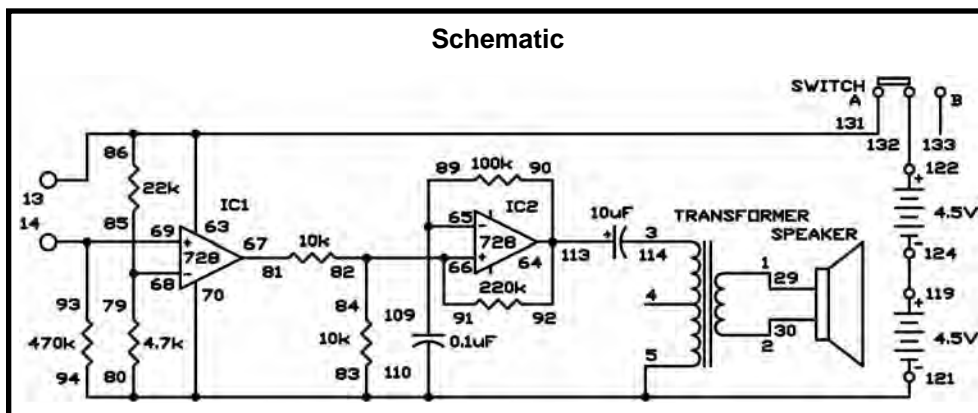 Schematic
SWITCH
A
B
131
132
133
86
89
100k
90
122
+
13
22k
IC1
IC2
10uF
TRANSFORMER
4.5V
85
63
65
-
+
3
SPEAKER
-
14
69
+
67
10k
728
113
114
1
29
124
728
81
82
66
+
64
119
68
-
70
220k
4
+
93
79
84
91
92
30
109
2
4.5V
470k
4.7k
10k
0.1uF
5
-
94
80
83
110
121